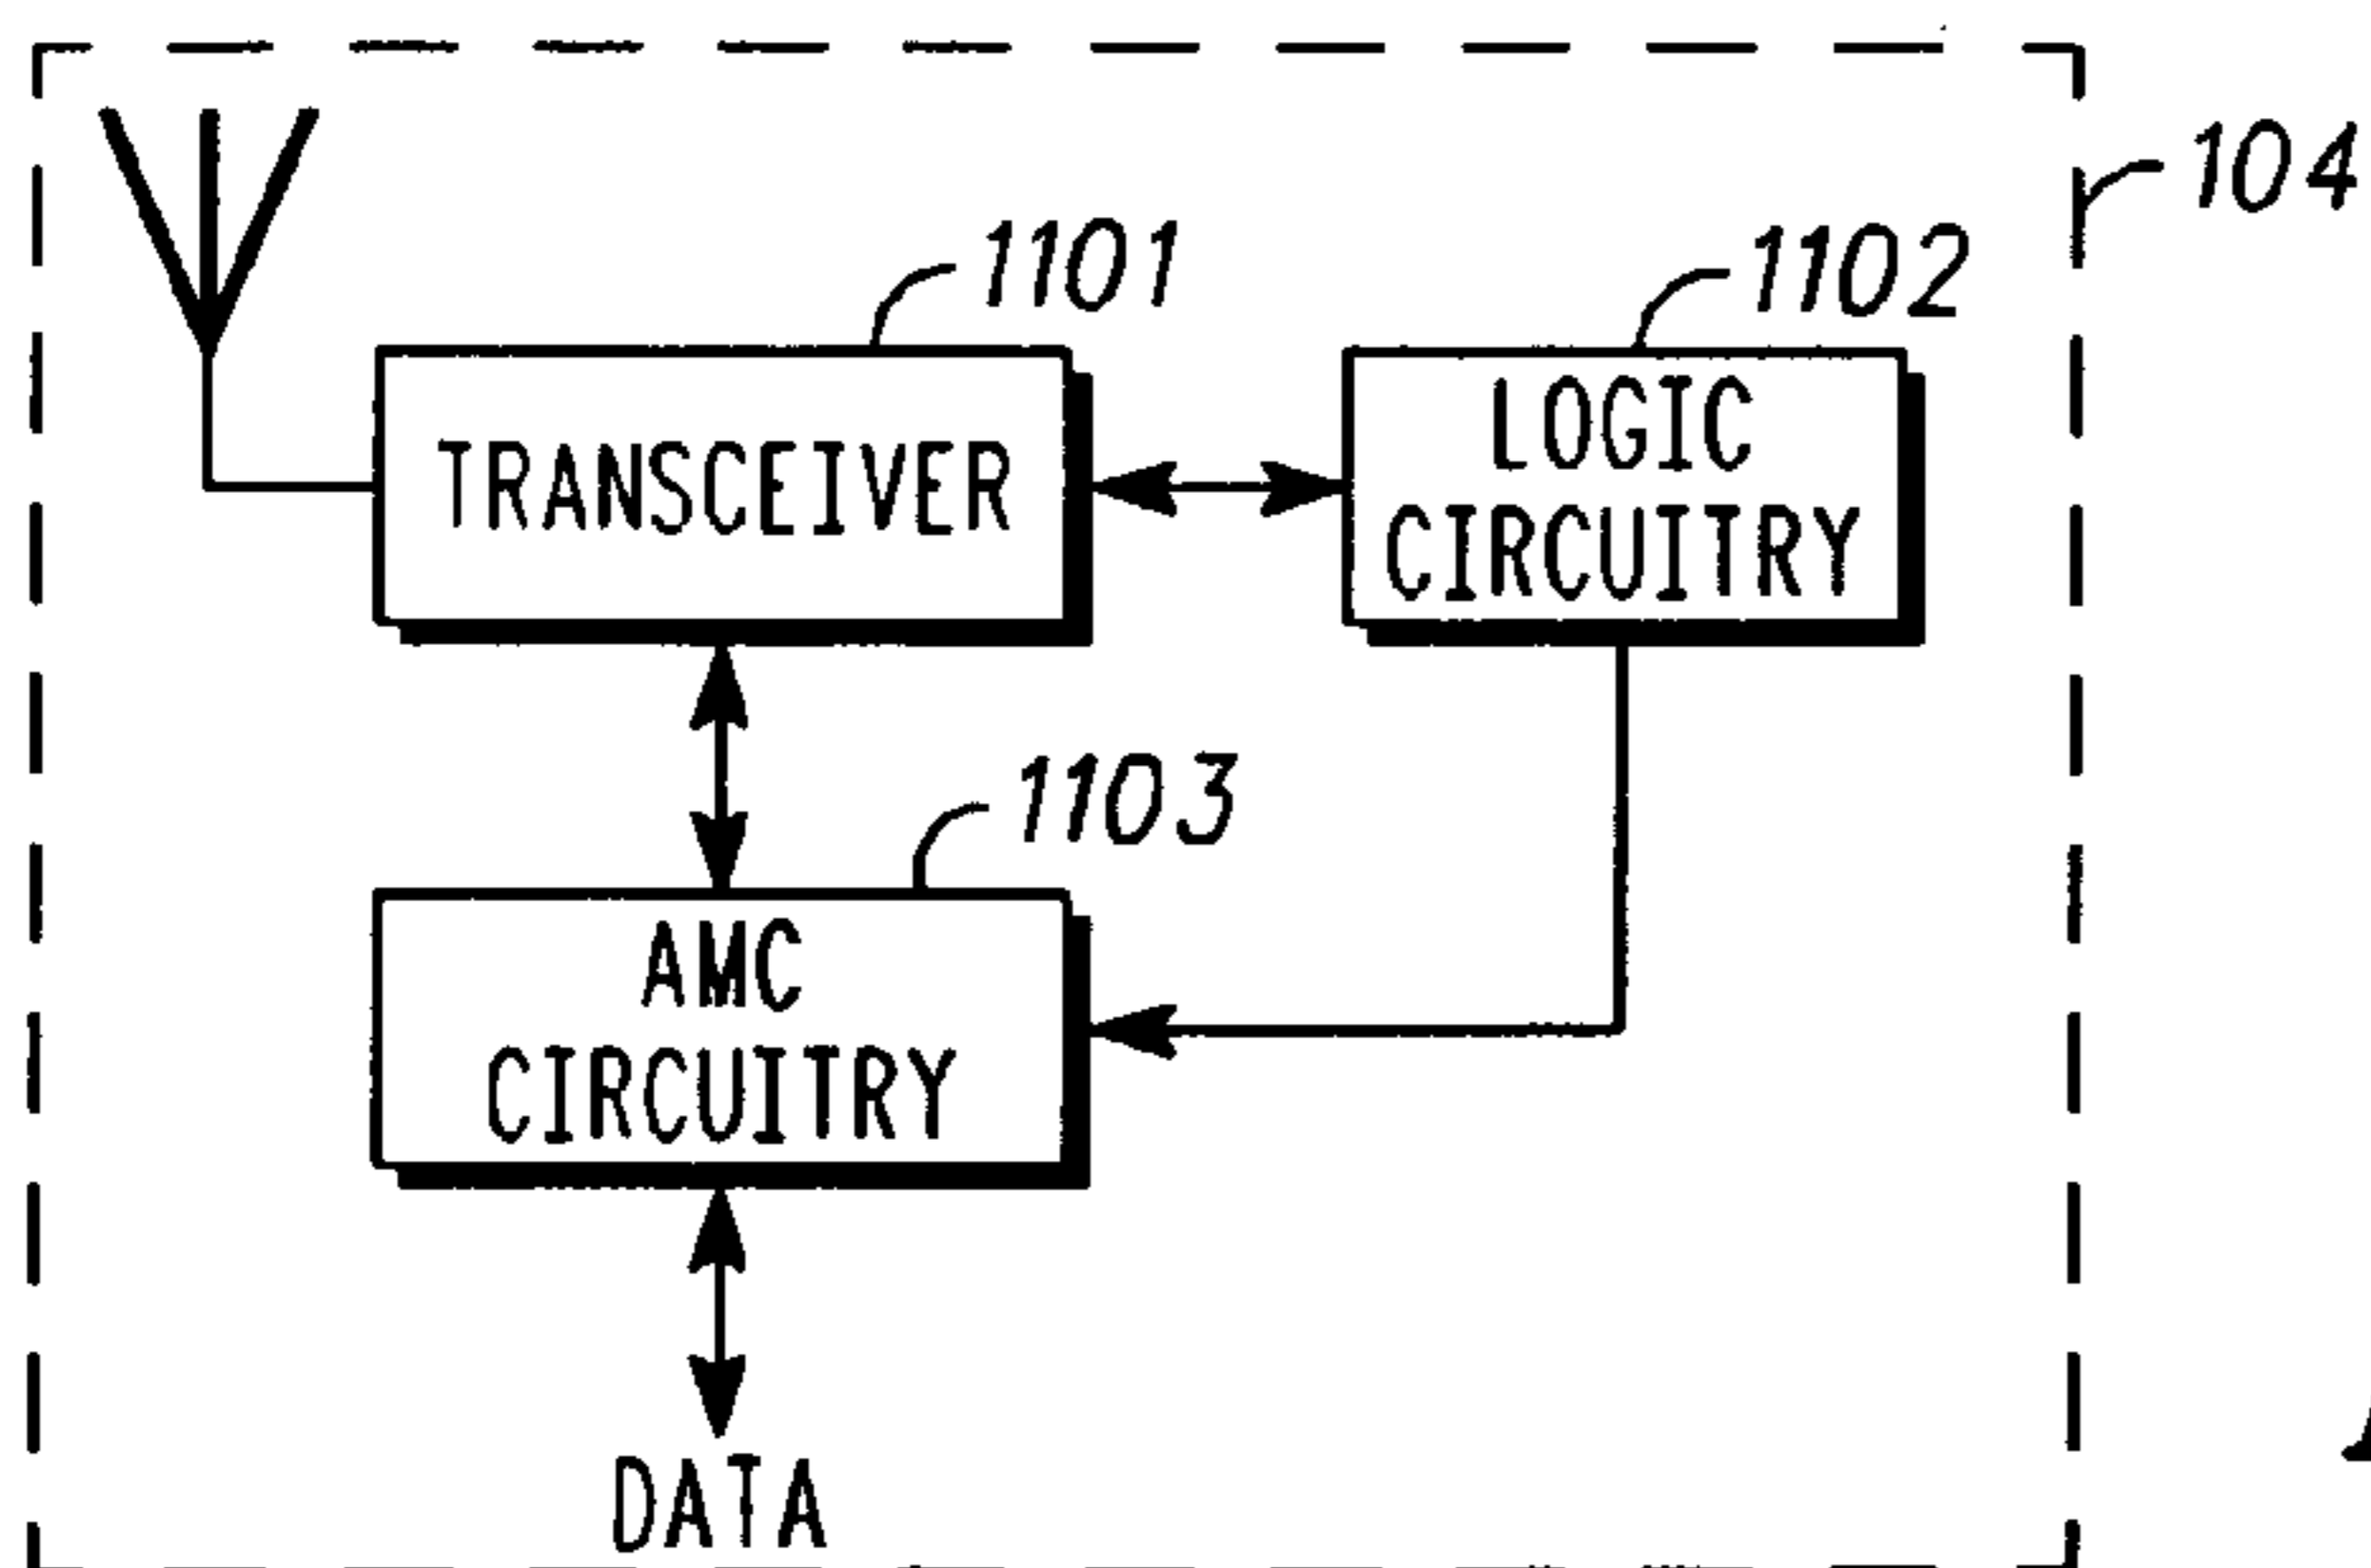 104
1101
1102
TRANSCEIVER
LOGIC
CIRCUITRY
1103
AMC
CIRCUITRY
DATA